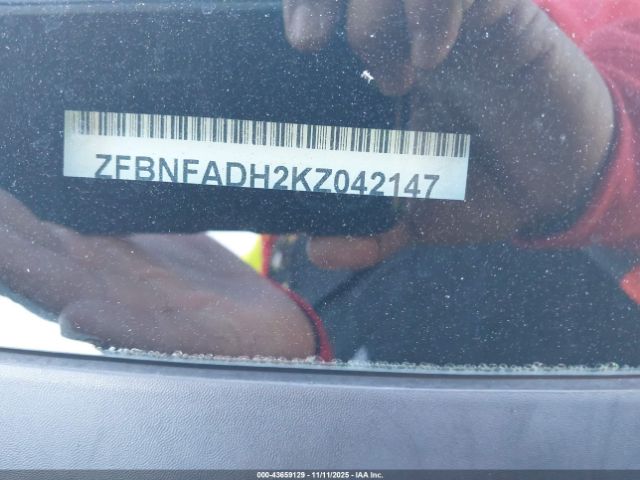 ZFBNFADH2KZ042147
000-43659129 - 11/11/2025 - IAA Inc.